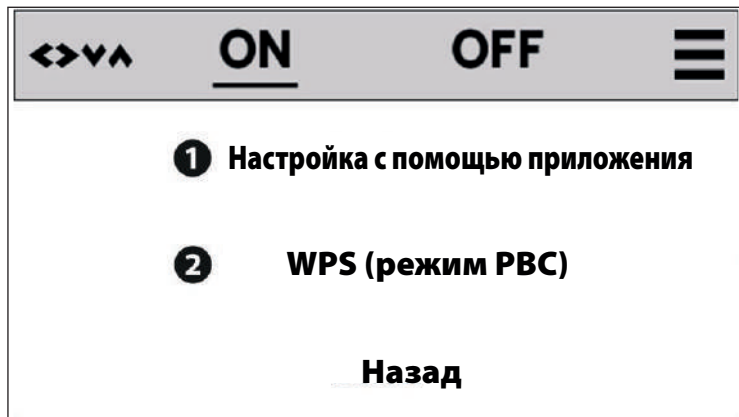 <>∨∧ ON OFF ☰
❶ Настройка с помощью приложения
❷ WPS (режим PBC)
Назад